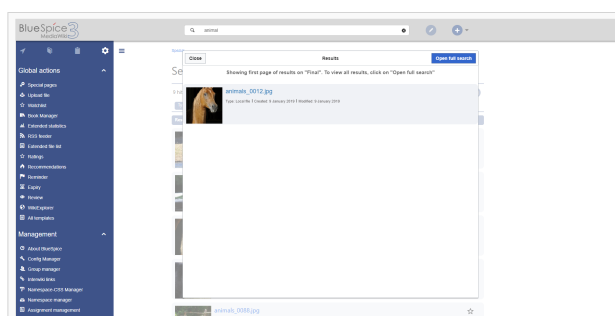 BlueSpice 3
MediaWiki
animal
Global actions
Special pages
Upload file
Watchlist
Book Manager
Extended statistics
RSS feeder
Extended file list
Ratings
Recommendations
Reminder
Expiry
Review
WikiExplorer
All templates
Management
About BlueSpice
Config Manager
Group manager
Interwiki links
Namespace CSS Manager
Namespace manager
Assignment management
Se
Close
Results
Open full search
Showing first page of results on "Final". To view all results, click on "Open full search"
animals_0012.jpg
Type: Local file | Created: 9 January 2019 | Modified: 9 January 2019
animals_0088.jpg